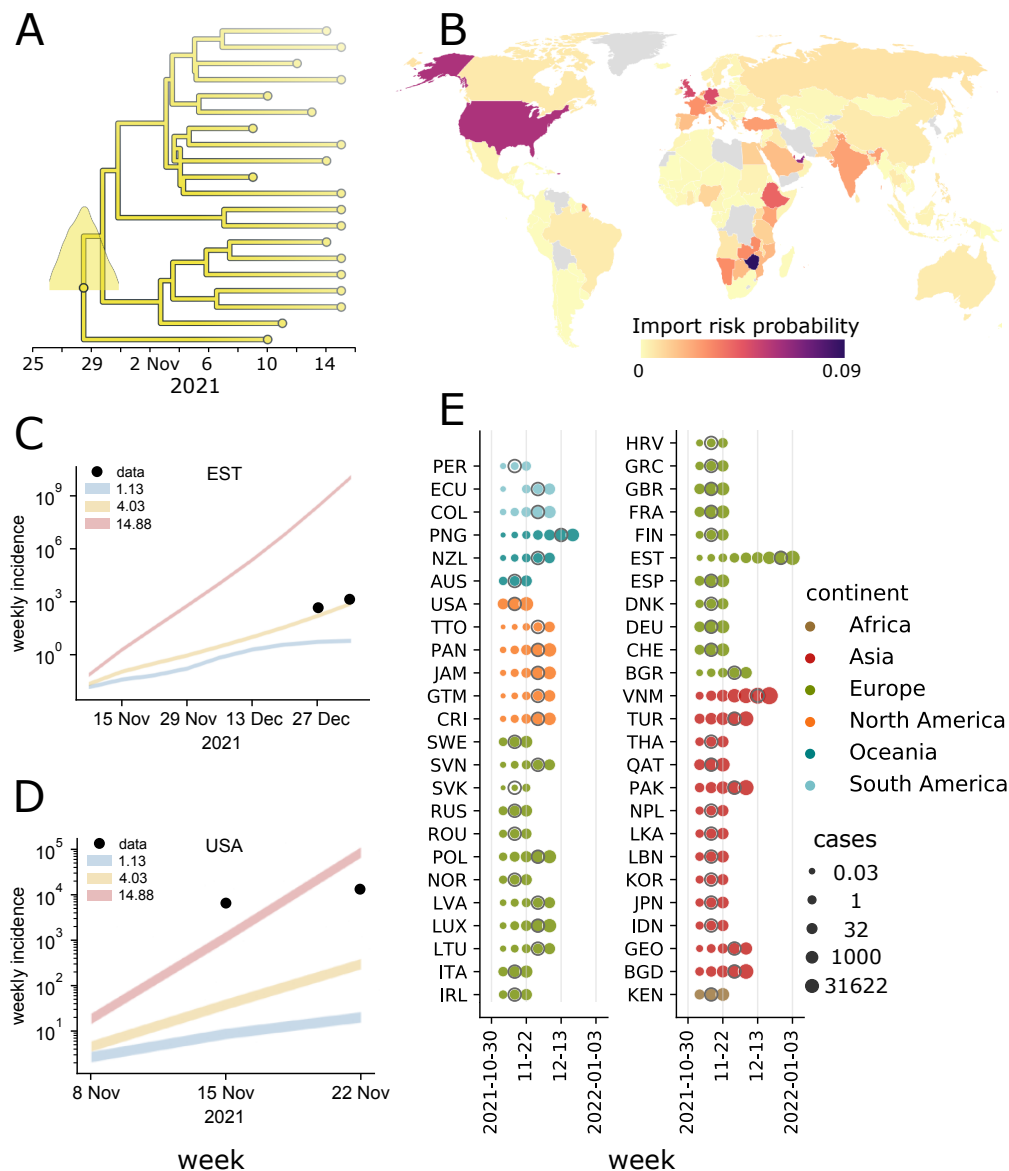 A
25 29 2 Nov 6 10 14
2021
B
Import risk probability
0 0.09
C
EST
data
1.13
4.03
14.88
10^9
10^6
10^3
10^0
weekly incidence
15 Nov 29 Nov 13 Dec 27 Dec
2021
D
USA
data
1.13
4.03
14.88
10^5
10^4
10^3
10^2
10^1
weekly incidence
8 Nov 15 Nov 22 Nov
2021
week
E
PER
ECU
COL
PNG
NZL
AUS
USA
TTO
PAN
JAM
GTM
CRI
SWE
SVN
SVK
RUS
ROU
POL
NOR
LVA
LUX
LTU
ITA
IRL
2021-10-30
11-22
12-13
2022-01-03
HRV
GRC
GBR
FRA
FIN
EST
ESP
DNK
DEU
CHE
BGR
VNM
TUR
THA
QAT
PAK
NPL
LKA
LBN
KOR
JPN
IDN
GEO
BGD
KEN
2021-10-30
11-22
12-13
2022-01-03
week
continent
Africa
Asia
Europe
North America
Oceania
South America
cases
0.03
1
32
1000
31622